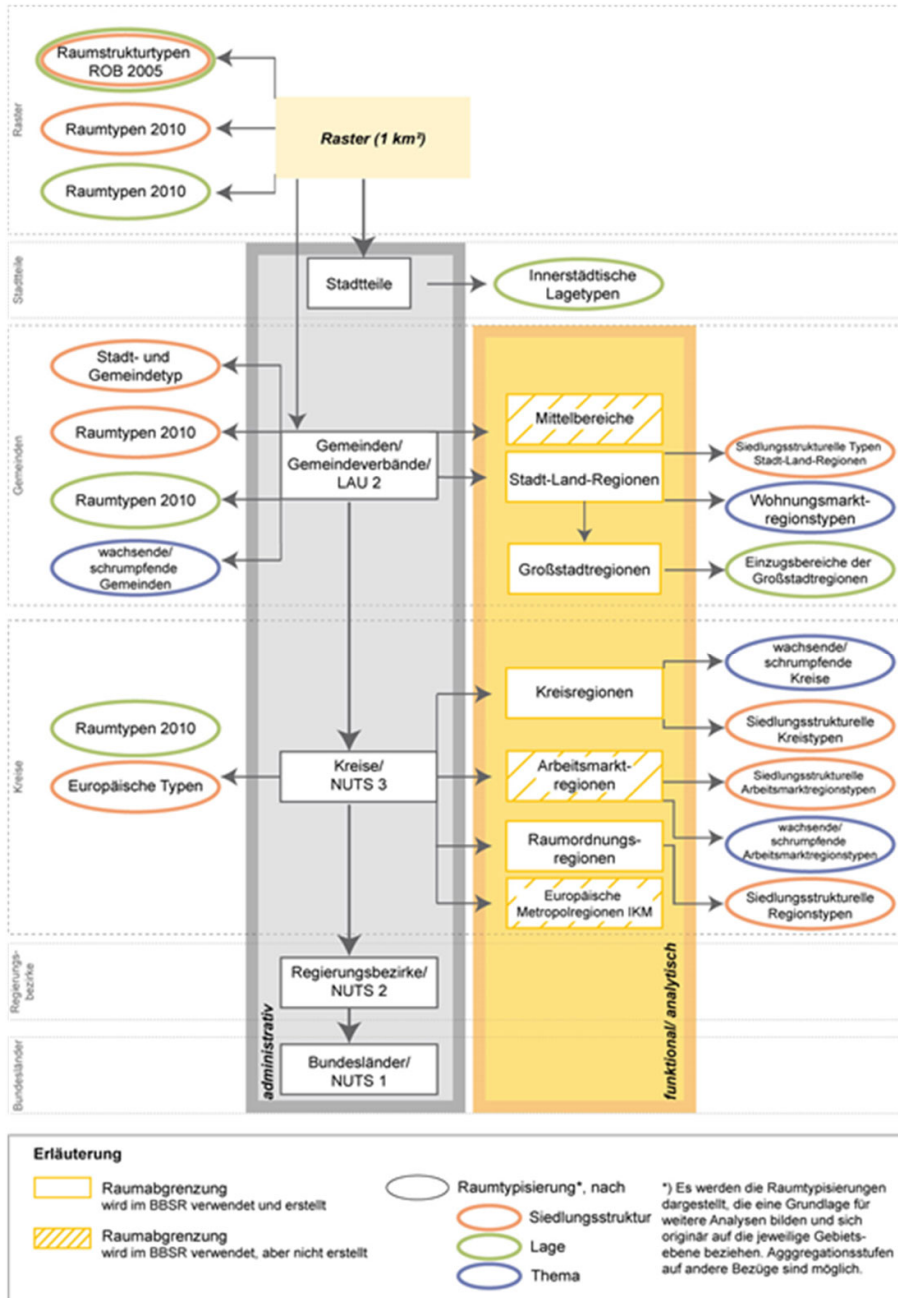 Raster
Raumstrukturtypen
ROB 2005
Raumtypen 2010
Raumtypen 2010
Raster (1 km²)
Stadtteile
Stadtteile
Innerstädtische
Lagetypen
Gemeinden
Stadt- und
Gemeindetyp
Raumtypen 2010
Raumtypen 2010
wachsende/
schrumpfende
Gemeinden
Gemeinden/
Gemeindeverbände/
LAU 2
Mittelbereiche
Stadt-Land-Regionen
Großstadtregionen
Siedlungsstrukturelle Typen
Stadt-Land-Regionen
Wohnungsmarkt-
regionstypen
Einzugsbereiche der
Großstadtregionen
Kreise
Raumtypen 2010
Europäische Typen
Kreise/
NUTS 3
Kreisregionen
Arbeitsmarkt-
regionen
Raumordnungs-
regionen
Europäische
Metropolregionen IKM
wachsende/
schrumpfende
Kreise
Siedlungsstrukturelle
Kreistypen
Siedlungsstrukturelle
Arbeitsmarktregionstypen
wachsende/
schrumpfende
Arbeitsmarktregionstypen
Siedlungsstrukturelle
Regionstypen
Regierungs-
bezirke
Regierungsbezirke/
NUTS 2
Bundesländer
Bundesländer/
NUTS 1
administrativ
funktional/ analytisch
Erläuterung
Raumabgrenzung
wird im BBSR verwendet und erstellt
Raumabgrenzung
wird im BBSR verwendet, aber nicht erstellt
Raumtypisierung*, nach
Siedlungsstruktur
Lage
Thema
*) Es werden die Raumtypisierungen
dargestellt, die eine Grundlage für
weitere Analysen bilden und sich
originär auf die jeweilige Gebiets-
ebene beziehen. Agggregationsstufen
auf andere Bezüge sind möglich.